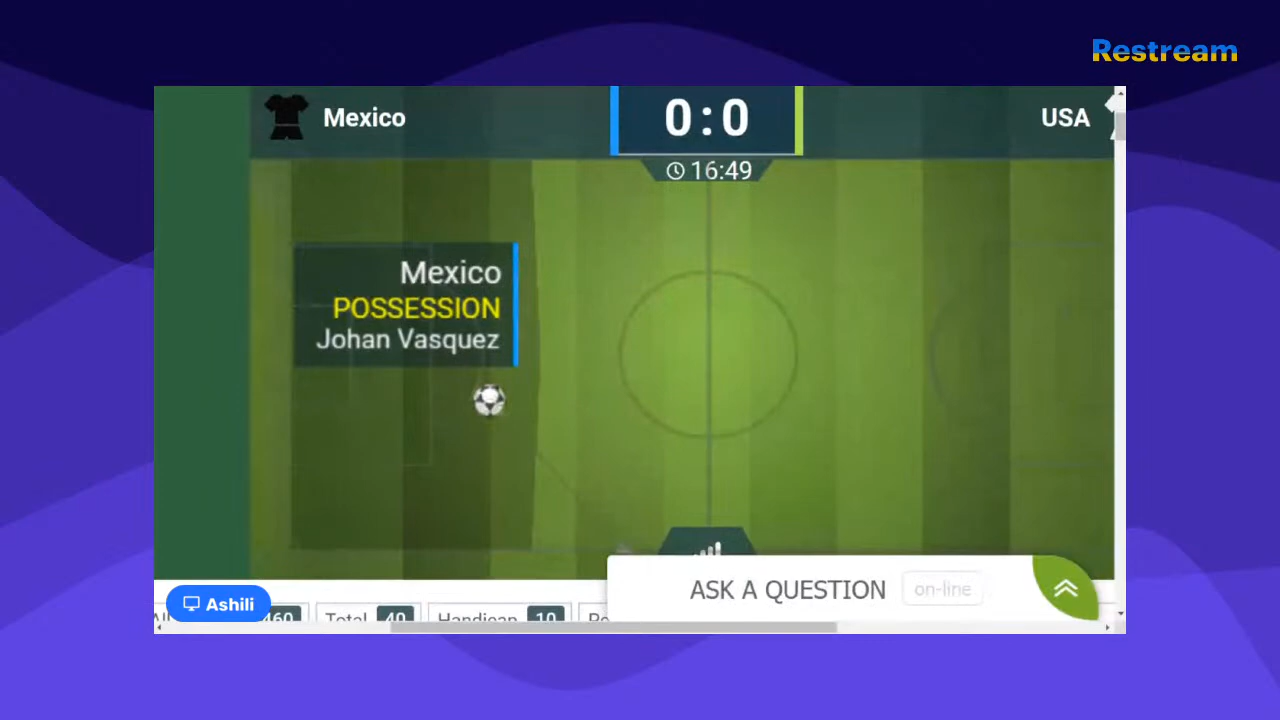 Restream
Mexico
0:0
USA
16:49
Mexico
POSSESSION
Johan Vasquez
ASK A QUESTION
on-line
Ashili
460
Total 40
Handicap 10